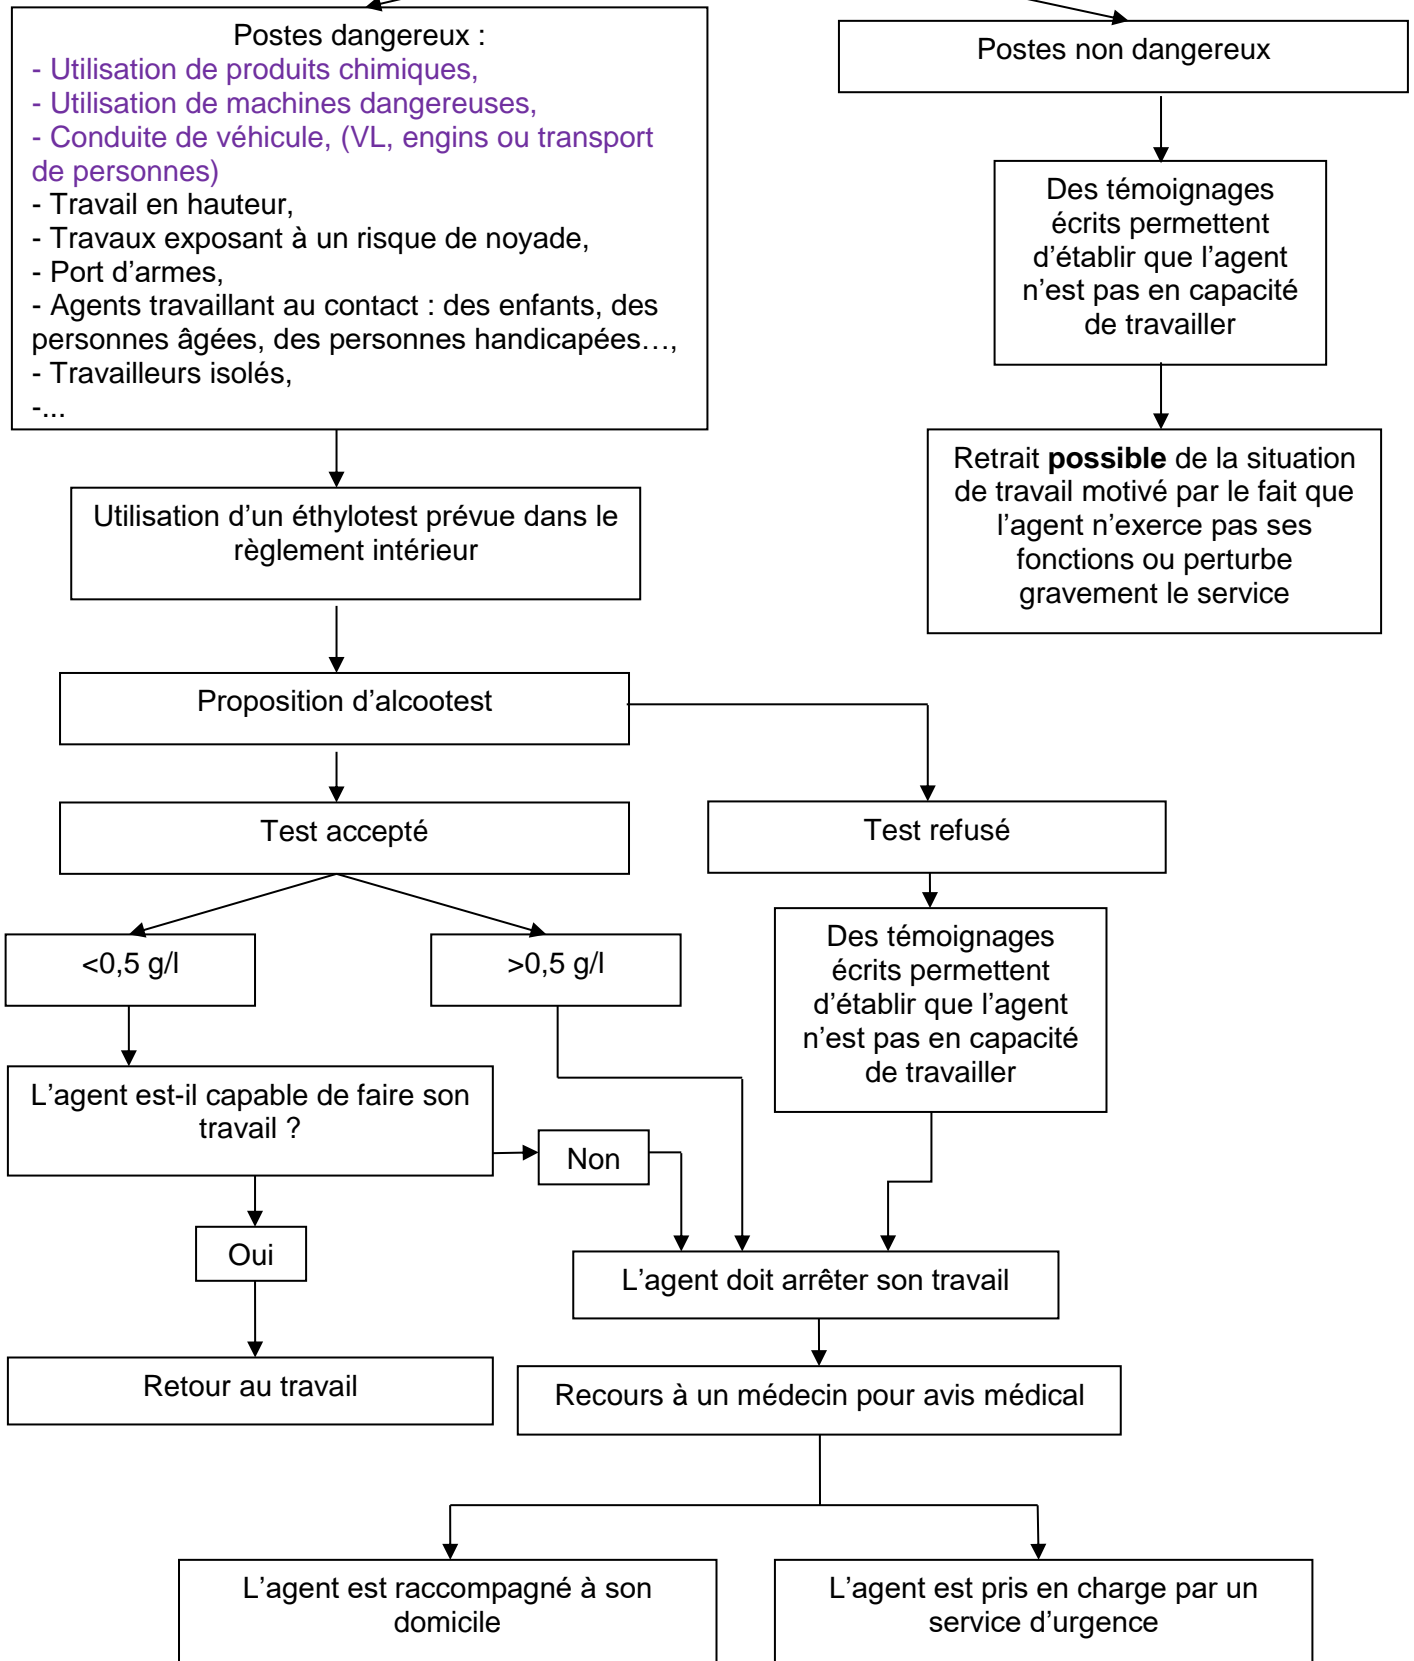 Postes dangereux :
- Utilisation de produits chimiques,
- Utilisation de machines dangereuses,
- Conduite de véhicule, (VL, engins ou transport
de personnes)
- Travail en hauteur,
- Travaux exposant à un risque de noyade,
- Port d’armes,
- Agents travaillant au contact : des enfants, des
personnes âgées, des personnes handicapées…,
- Travailleurs isolés,
-...
Postes non dangereux
Des témoignages
écrits permettent
d’établir que l’agent
n’est pas en capacité
de travailler
Retrait possible de la situation
de travail motivé par le fait que
l’agent n’exerce pas ses
fonctions ou perturbe
gravement le service
Utilisation d’un éthylotest prévue dans le
règlement intérieur
Proposition d’alcootest
Test accepté
Test refusé
<0,5 g/l
>0,5 g/l
Des témoignages
écrits permettent
d’établir que l’agent
n’est pas en capacité
de travailler
L’agent est-il capable de faire son
travail ?
Non
Oui
L’agent doit arrêter son travail
Retour au travail
Recours à un médecin pour avis médical
L’agent est raccompagné à son
domicile
L’agent est pris en charge par un
service d’urgence